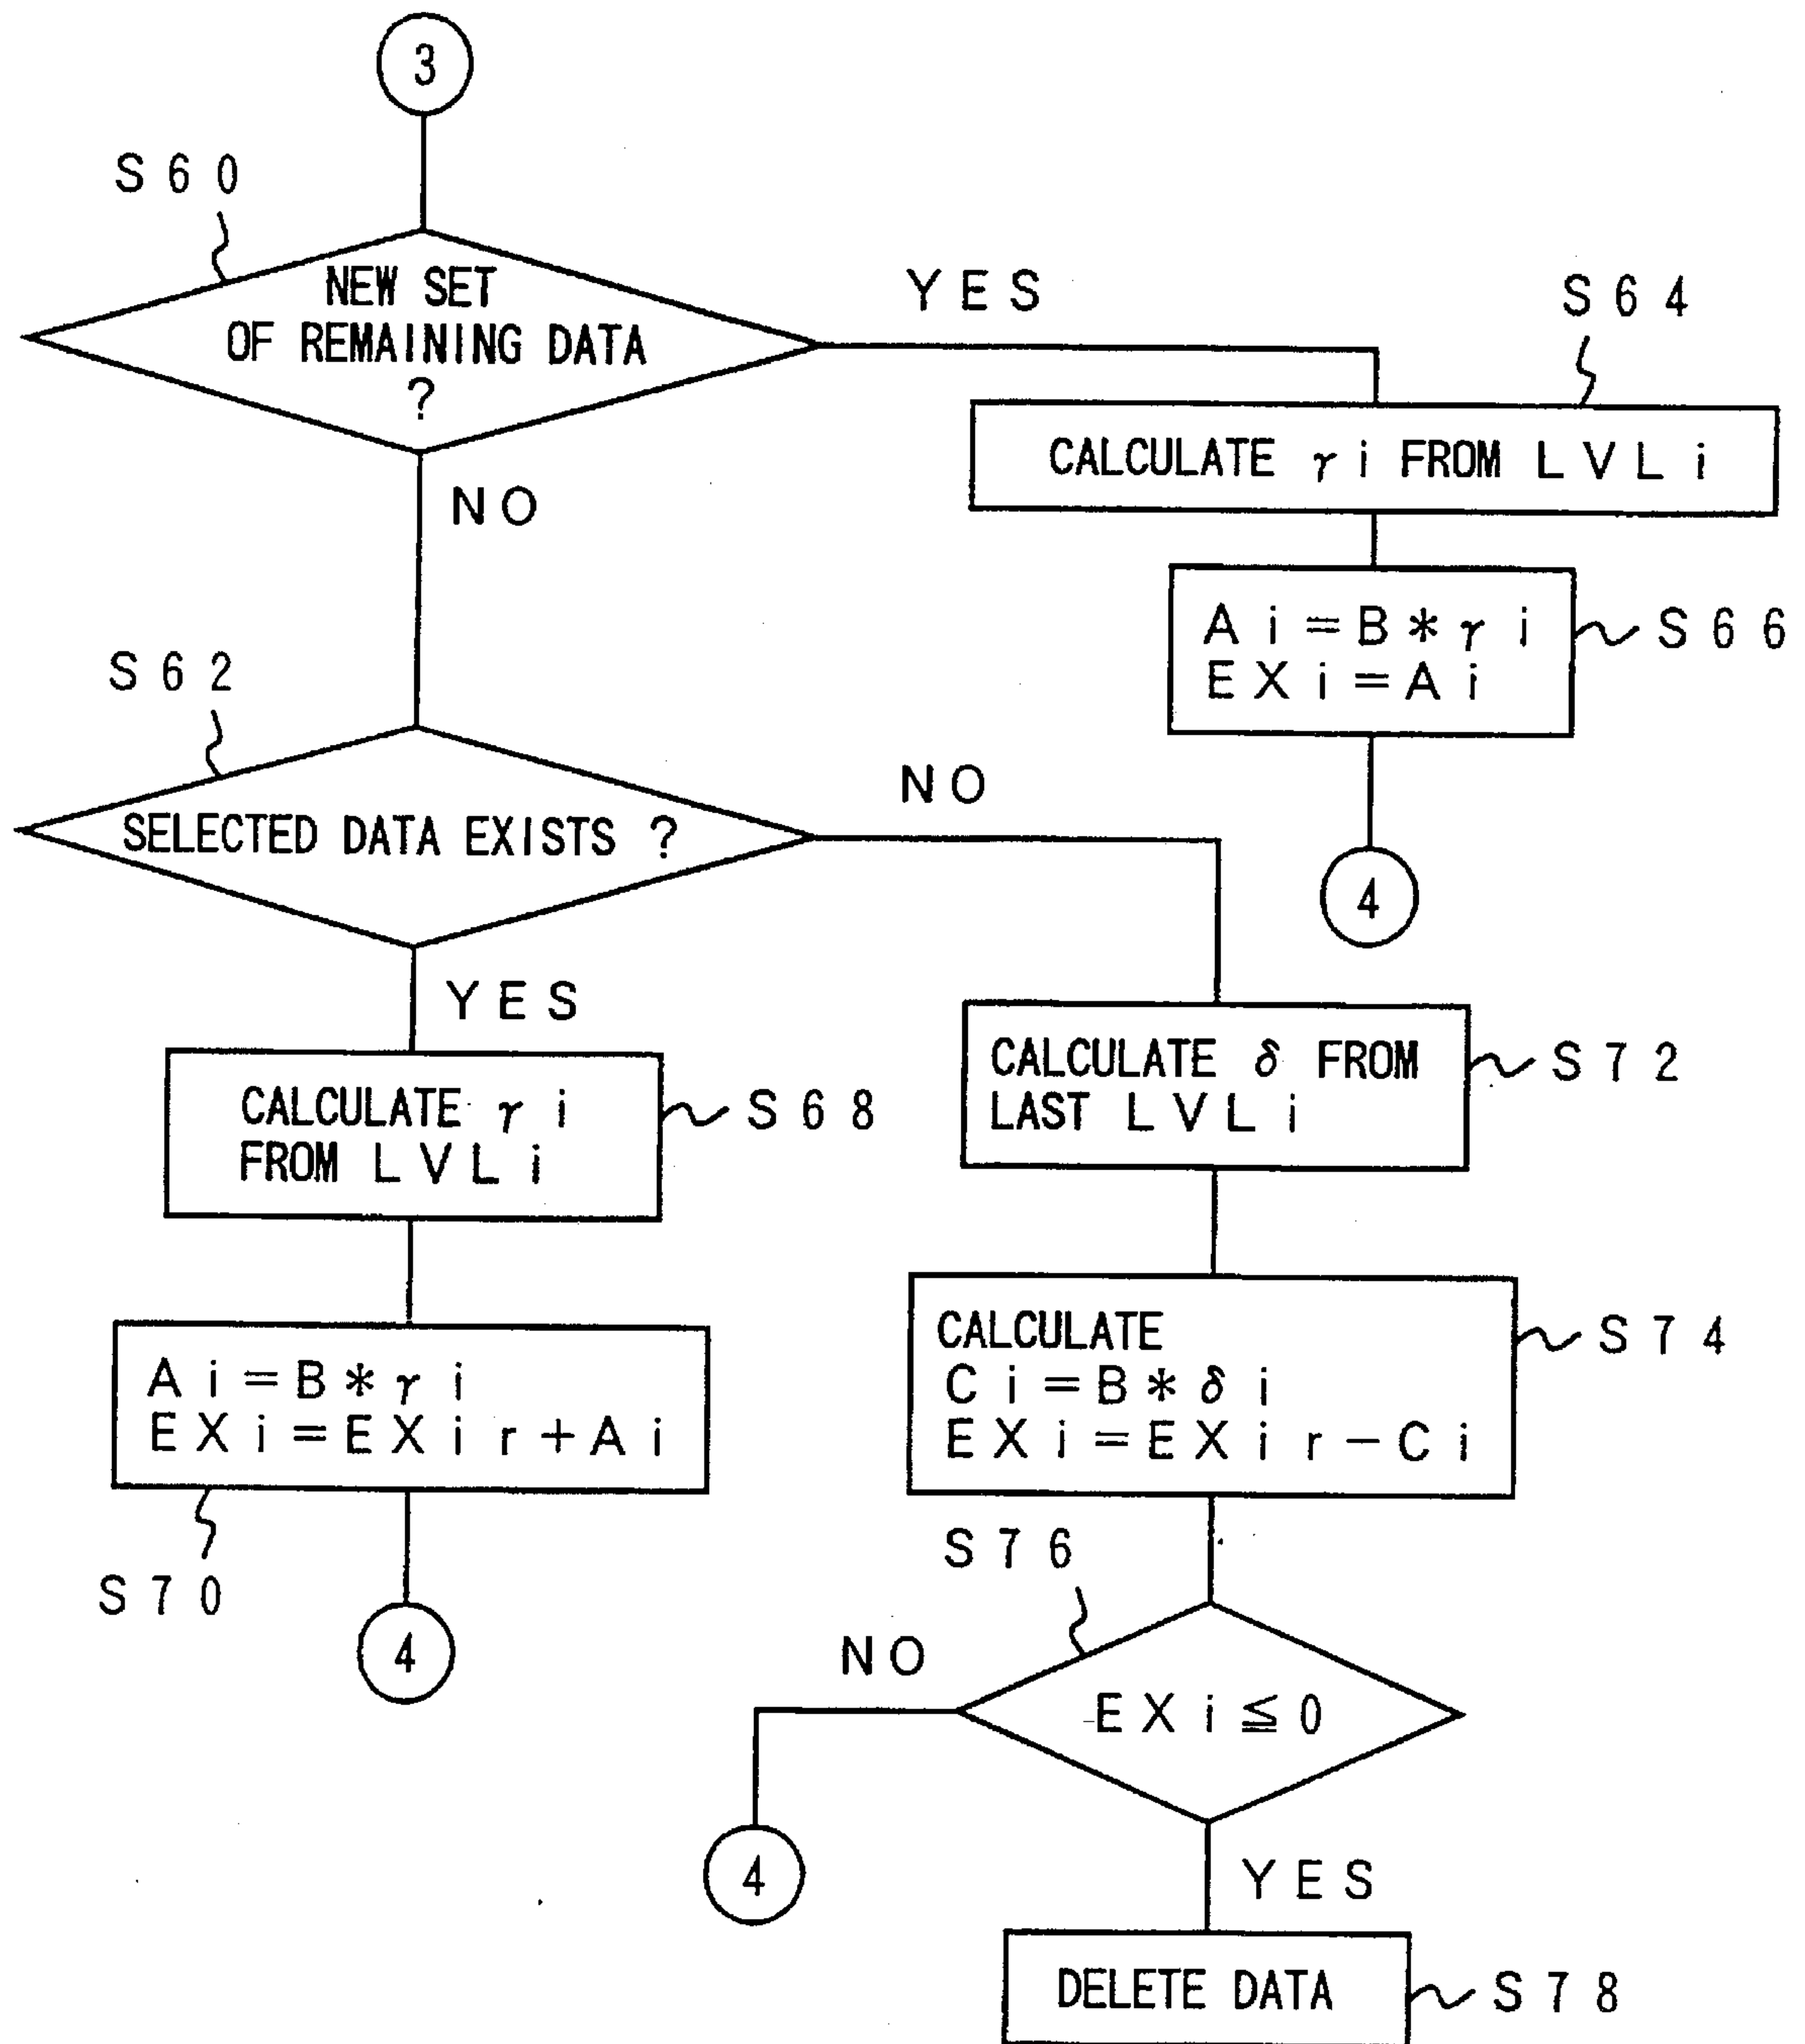 3
S60
NEW SET
OF REMAINING DATA
?
YES
NO
S64
CALCULATE γi FROM LVLi
Ai=B*γi
EXi=Ai
S66
4
S62
SELECTED DATA EXISTS ?
NO
YES
CALCULATE γi
FROM LVLi
S68
Ai=B*γi
EXi=EXir+Ai
S70
4
CALCULATE δ FROM
LAST LVLi
S72
CALCULATE
Ci=B*δi
EXi=EXir-Ci
S74
S76
EXi≦0
NO
4
YES
DELETE DATA
S78